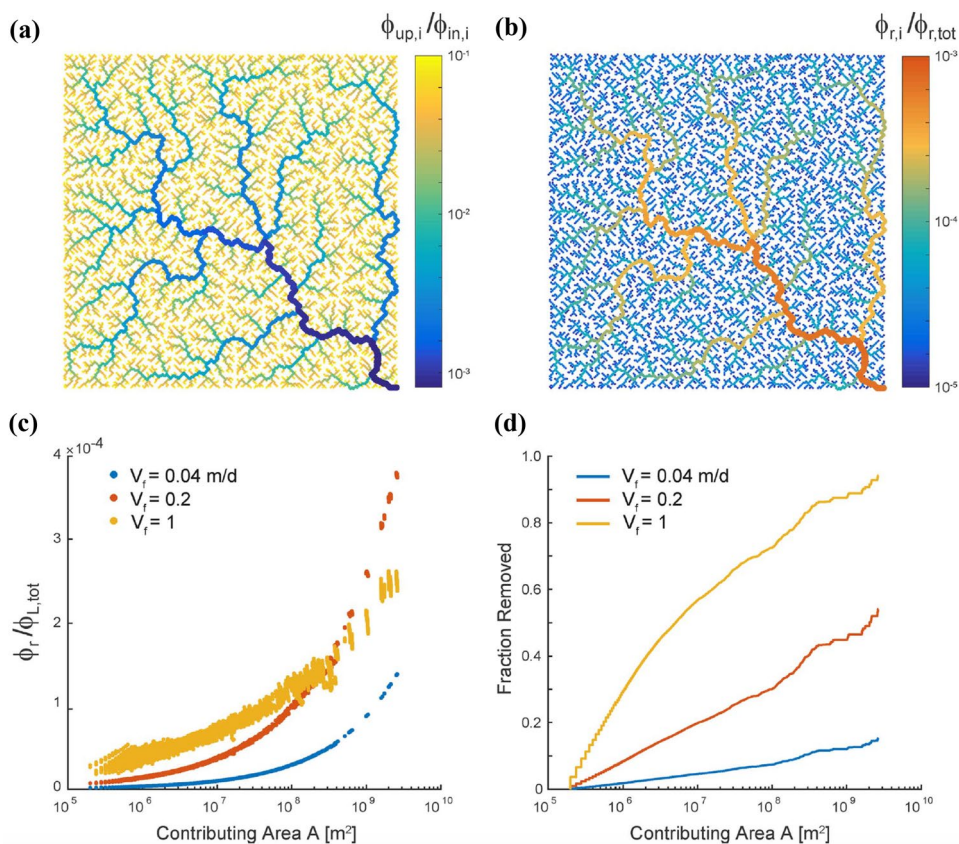 (a)
ϕup,i /ϕin,i
10⁻¹
10⁻²
10⁻³
(b)
ϕr,i /ϕr,tot
10⁻³
10⁻⁴
10⁻⁵
(c)
×10⁻⁴
4
3
2
1
0
ϕr /ϕL,tot
Vf = 0.04 m/d
Vf = 0.2
Vf = 1
10⁵ 10⁶ 10⁷ 10⁸ 10⁹ 10¹⁰
Contributing Area A [m²]
(d)
1.0
0.8
0.6
0.4
0.2
0
Fraction Removed
Vf = 0.04 m/d
Vf = 0.2
Vf = 1
10⁵ 10⁶ 10⁷ 10⁸ 10⁹ 10¹⁰
Contributing Area A [m²]